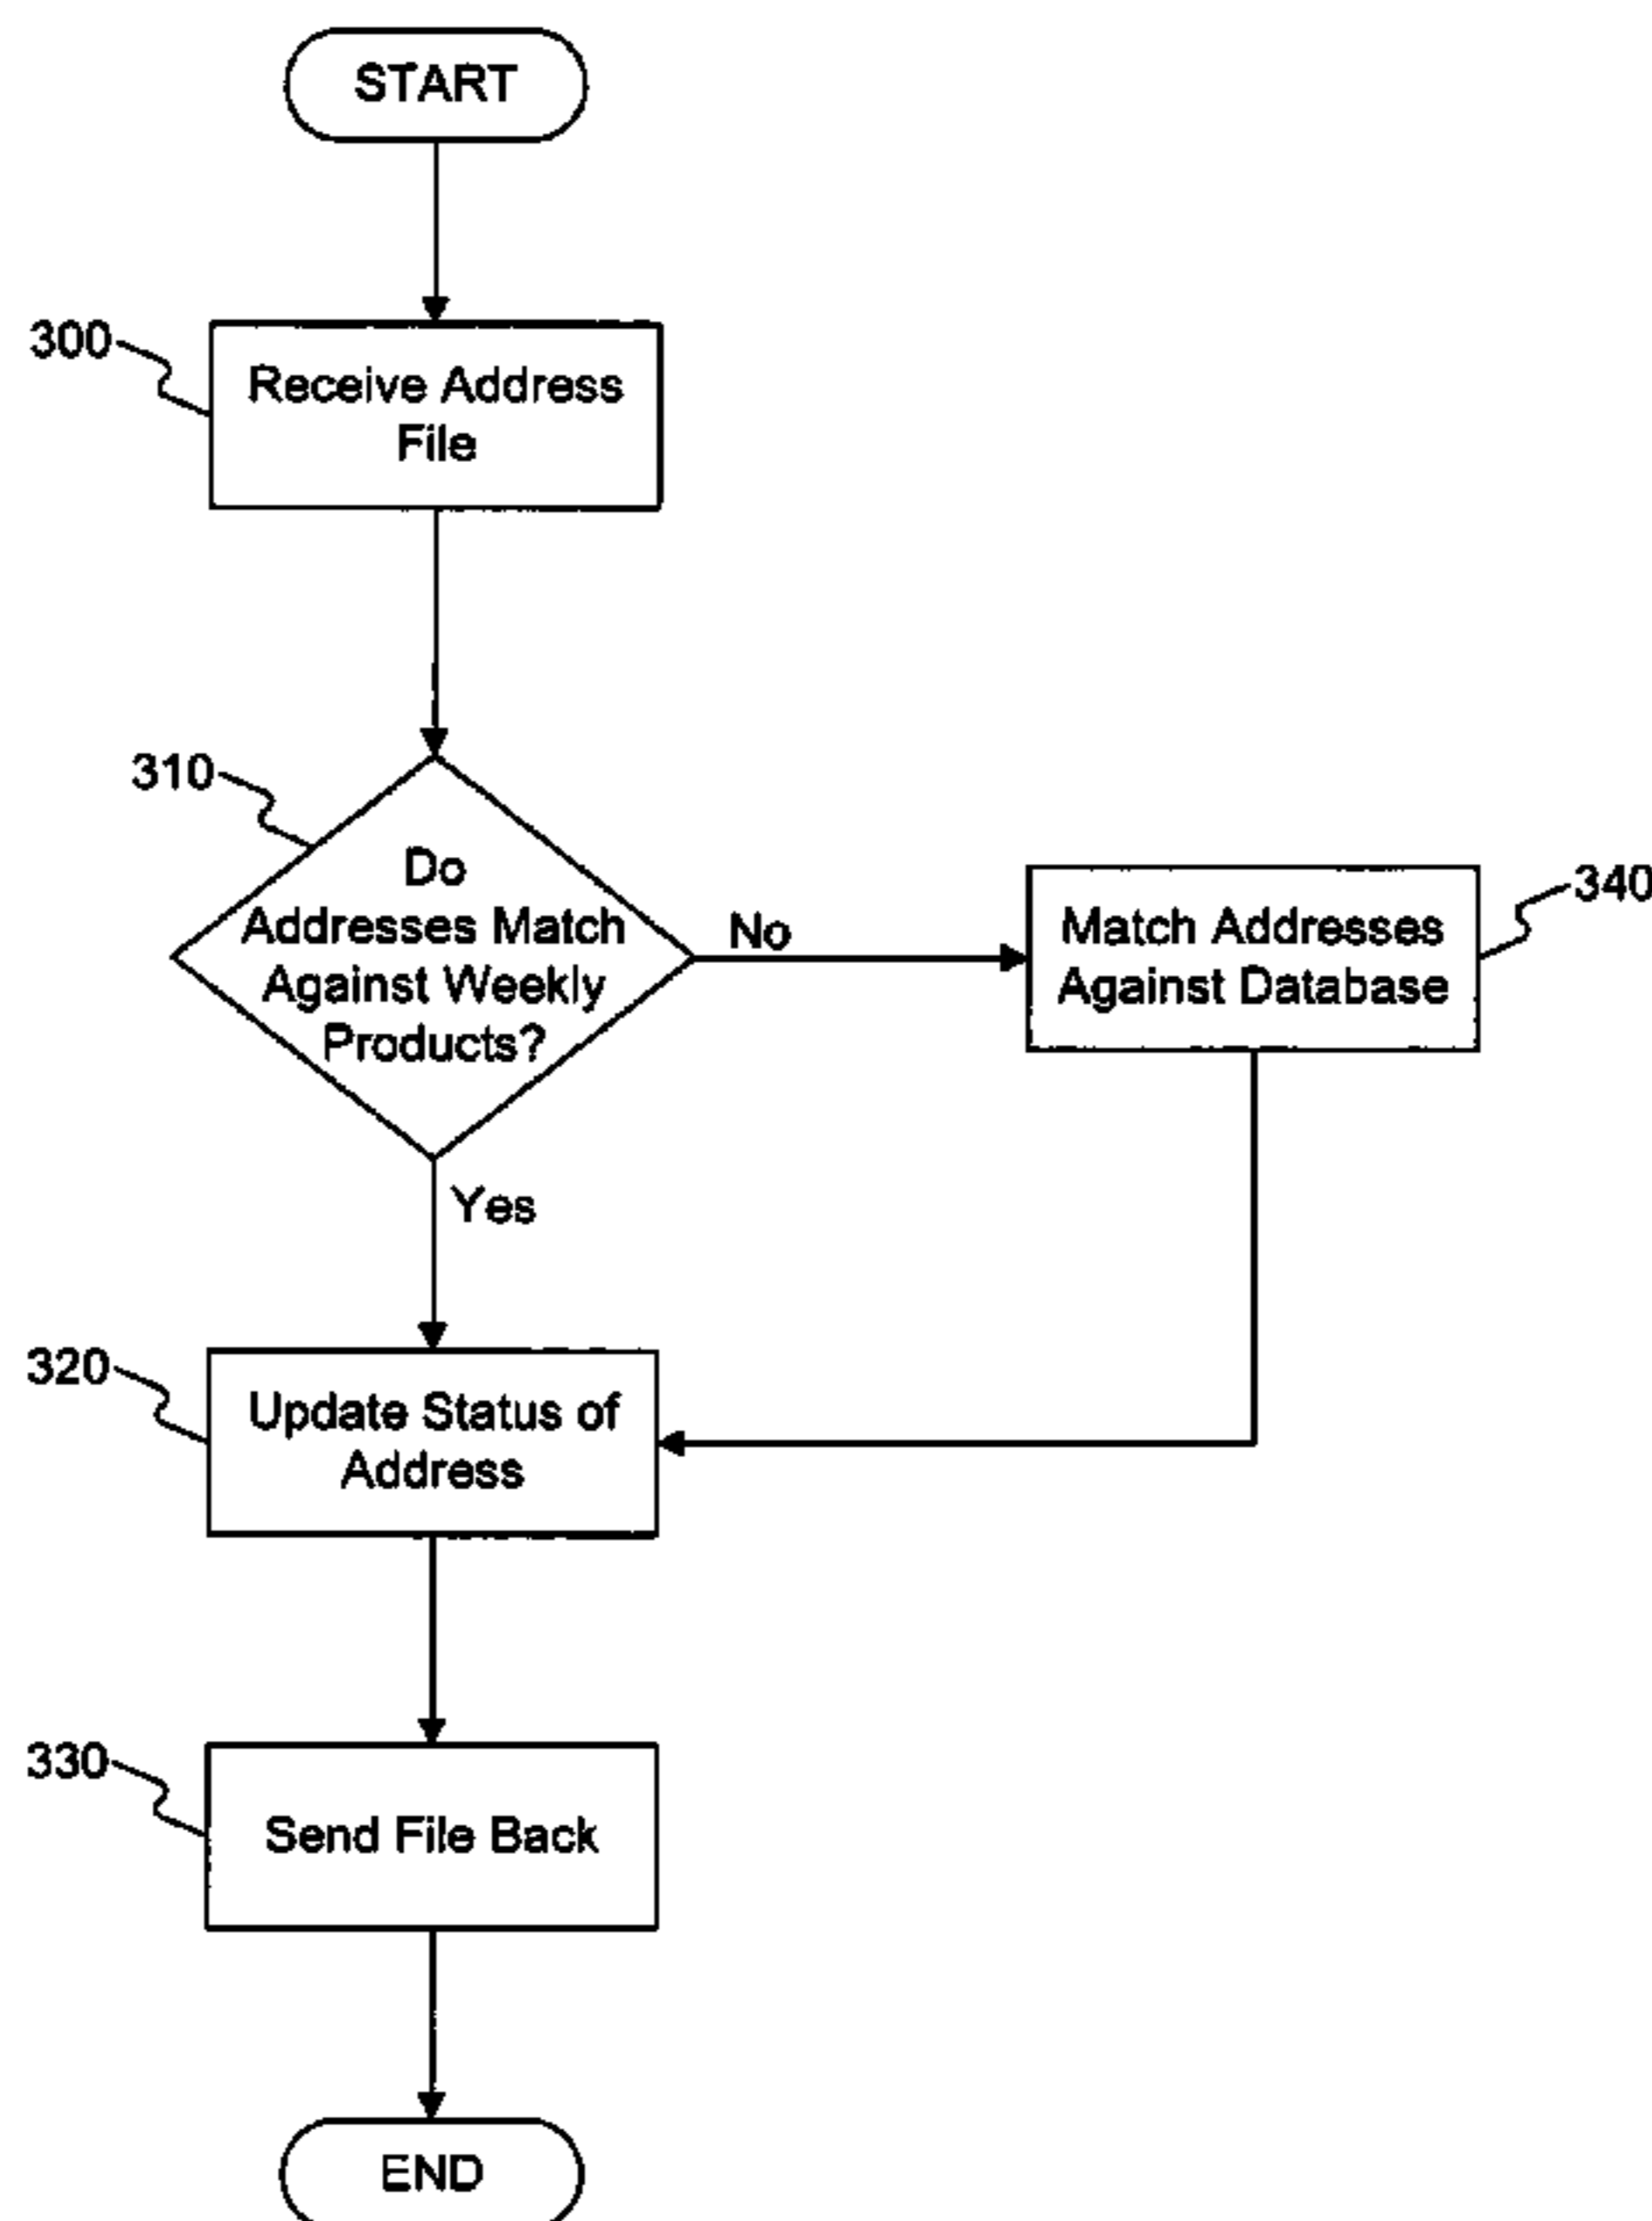 START
300
Receive Address
File
310
Do
Addresses Match
Against Weekly
Products?
No
340
Match Addresses
Against Database
Yes
320
Update Status of
Address
330
Send File Back
END